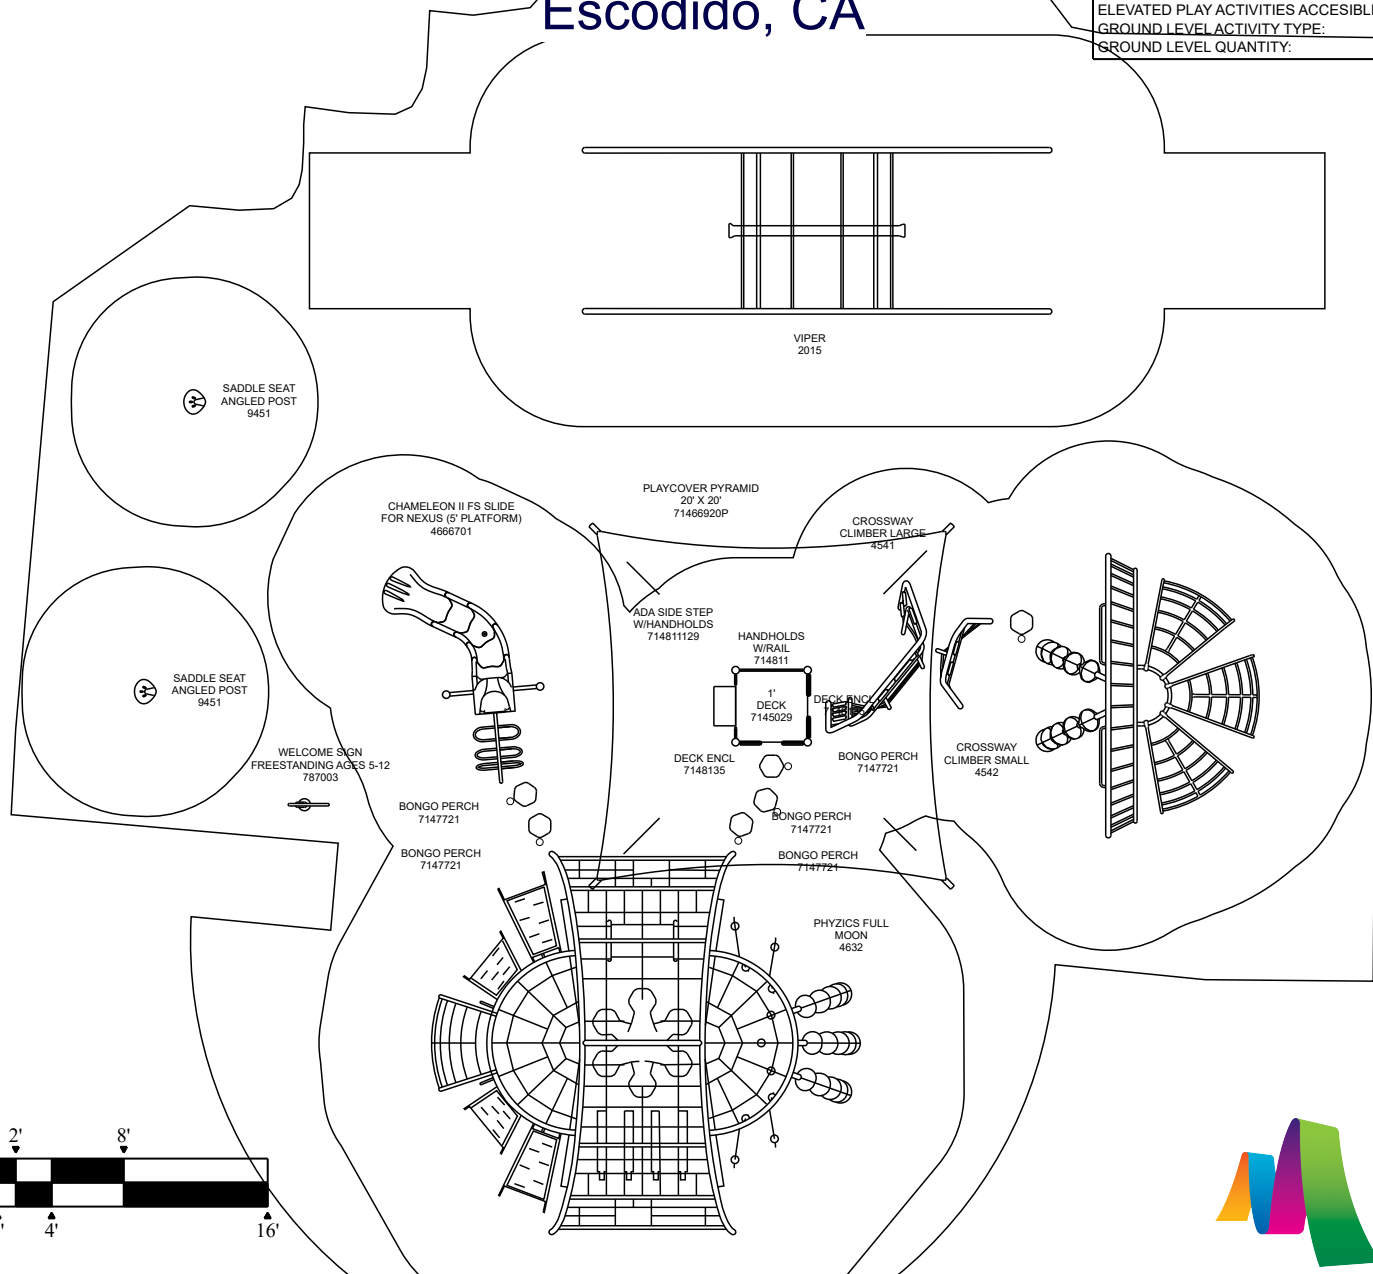 Escodido, CA
ELEVATED PLAY ACTIVITIES ACCESIBL
GROUND LEVEL ACTIVITY TYPE:
GROUND LEVEL QUANTITY:
VIPER
2015
SADDLE SEAT
ANGLED POST
9451
CHAMELEON II FS SLIDE
FOR NEXUS (5' PLATFORM)
4666701
PLAYCOVER PYRAMID
20' X 20'
71466920P
CROSSWAY
CLIMBER LARGE
4541
ADA SIDE STEP
W/HANDHOLDS
714811129
HANDHOLDS
W/RAIL
714811
SADDLE SEAT
ANGLED POST
9451
1'
DECK
7145029
DECK ENCL
WELCOME SIGN
FREESTANDING AGES 5-12
787003
DECK ENCL
7148135
BONGO PERCH
7147721
CROSSWAY
CLIMBER SMALL
4542
BONGO PERCH
7147721
BONGO PERCH
7147721
BONGO PERCH
7147721
BONGO PERCH
7147721
PHYZICS FULL
MOON
4632
2'
8'
4'
16'